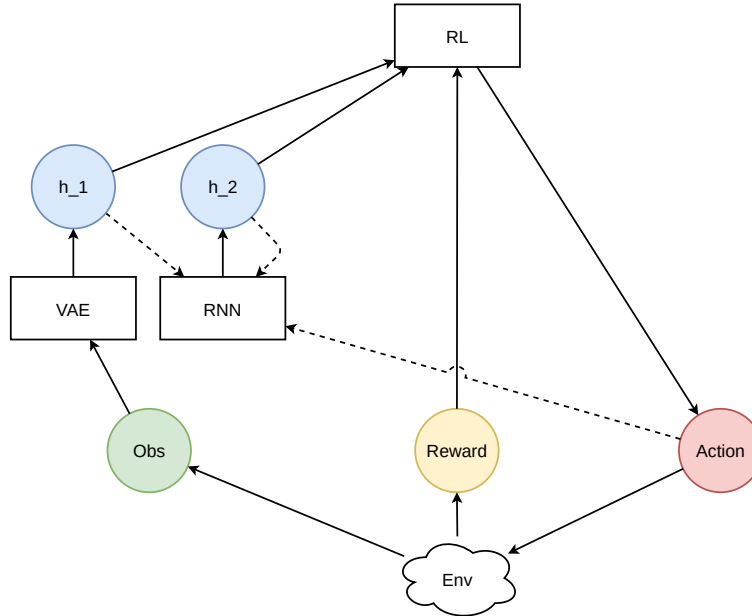 RL
h_1
h_2
VAE
RNN
Obs
Reward
Action
Env